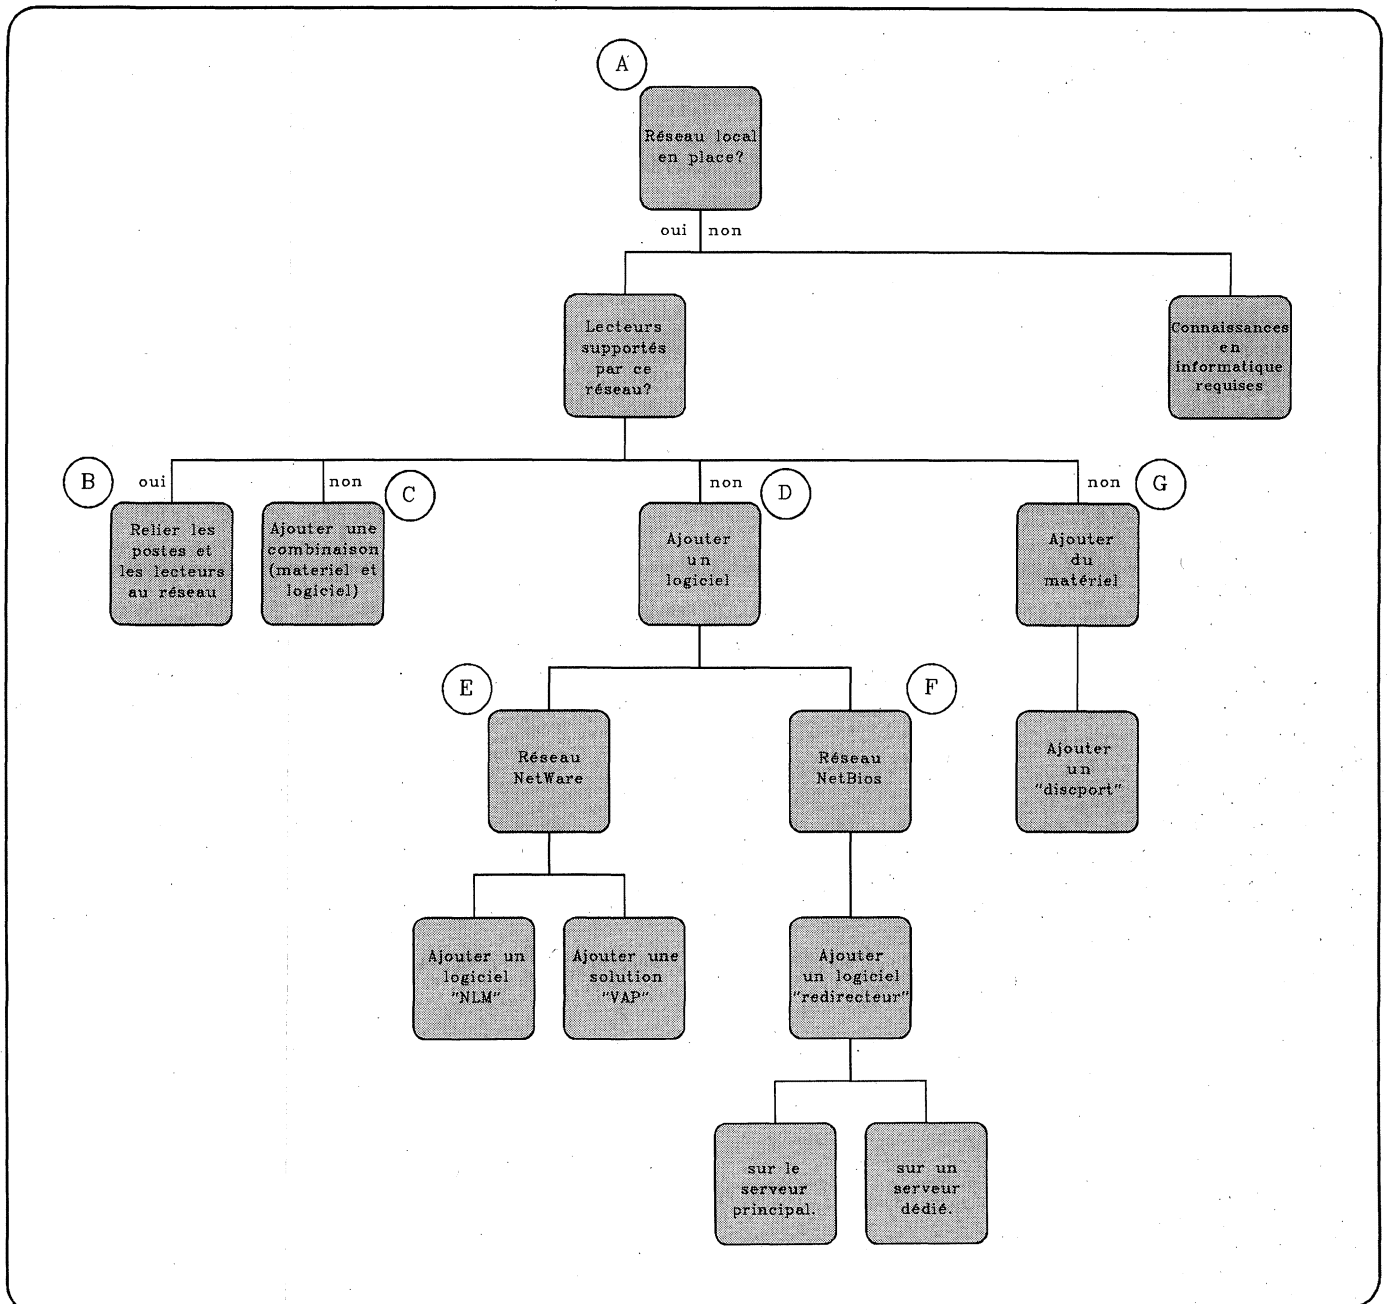 A
Réseau local
en place?
oui non
Lecteurs
supportés
par ce
réseau?
Connaissances
en
informatique
requises
B
oui
Relier les
postes et
les lecteurs
au réseau
non
C
Ajouter une
combinaison
(materiel et
logiciel)
non
D
Ajouter
un
logiciel
non
G
Ajouter
du
matériel
E
Réseau
NetWare
F
Réseau
NetBios
Ajouter
un
"discport"
Ajouter un
logiciel
"NLM"
Ajouter une
solution
"VAP"
Ajouter
un logiciel
"redirecteur"
sur le
serveur
principal.
sur un
serveur
dédié.